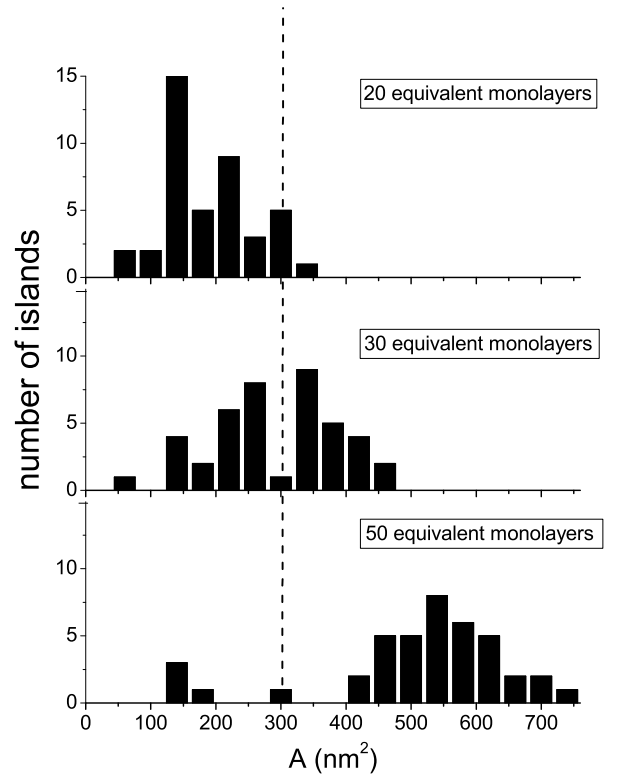 15
20 equivalent monolayers
10
5
0
30 equivalent monolayers
10
5
0
50 equivalent monolayers
10
5
0
number of islands
0 100 200 300 400 500 600 700
A (nm²)